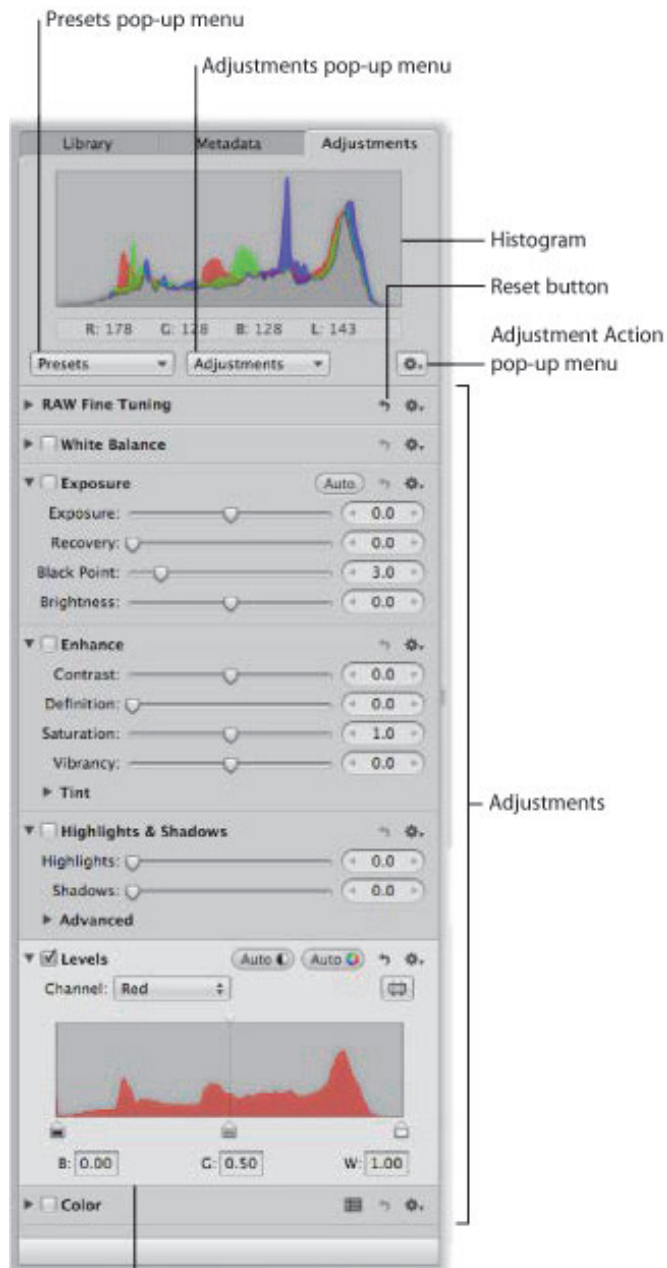 Presets pop-up menu
Adjustments pop-up menu
Library Metadata Adjustments
Histogram
Reset button
R: 178 G: 128 B: 128 L: 143
Adjustment Action
pop-up menu
Presets Adjustments
RAW Fine Tuning
White Balance
Exposure Auto
Exposure: 0.0
Recovery: 0.0
Black Point: 3.0
Brightness: 0.0
Enhance
Contrast: 0.0
Definition: 0.0
Saturation: 1.0
Vibrancy: 0.0
Tint
Adjustments
Highlights & Shadows
Highlights: 0.0
Shadows: 0.0
Advanced
Levels Auto Auto
Channel: Red
B: 0.00 G: 0.50 W: 1.00
Color